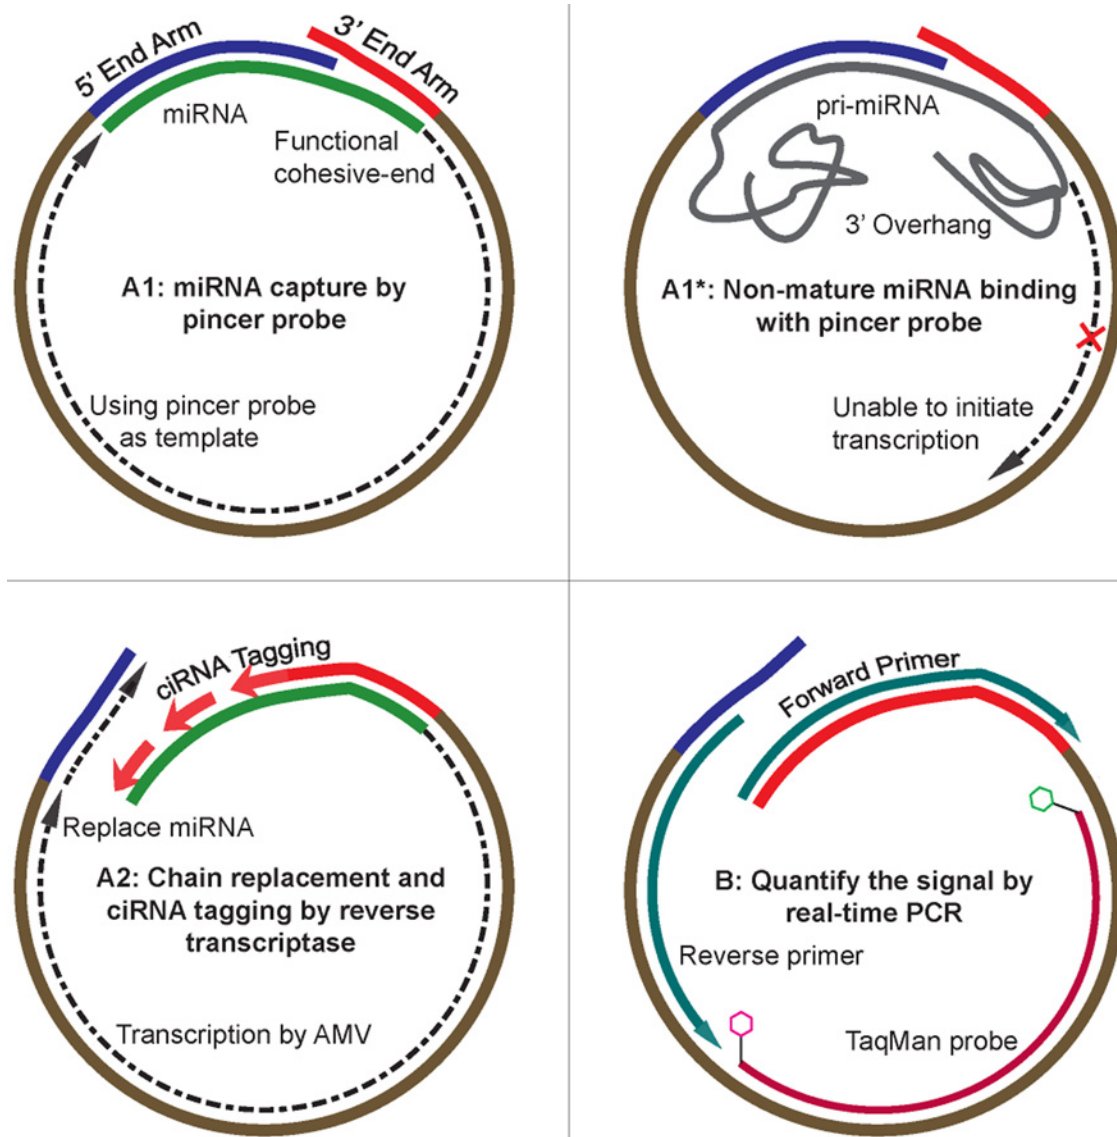 5' End Arm
3' End Arm
miRNA
Functional
cohesive-end
A1: miRNA capture by
pincer probe
Using pincer probe
as template
pri-miRNA
3' Overhang
A1*: Non-mature miRNA binding
with pincer probe
Unable to initiate
transcription
ciRNA Tagging
Replace miRNA
A2: Chain replacement and
ciRNA tagging by reverse
transcriptase
Transcription by AMV
Forward Primer
B: Quantify the signal by
real-time PCR
Reverse primer
TaqMan probe